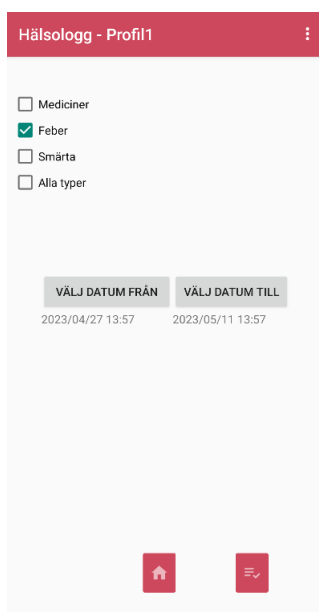 Hälsologg - Profil1
Mediciner
Feber
Smärta
Alla typer
VÄLJ DATUM FRÅN VÄLJ DATUM TILL
2023/04/27 13:57 2023/05/11 13:57